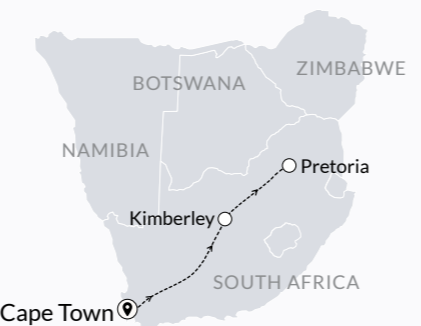 ZIMBABWE
BOTSWANA
NAMIBIA
Pretoria
Kimberley
SOUTH AFRICA
Cape Town